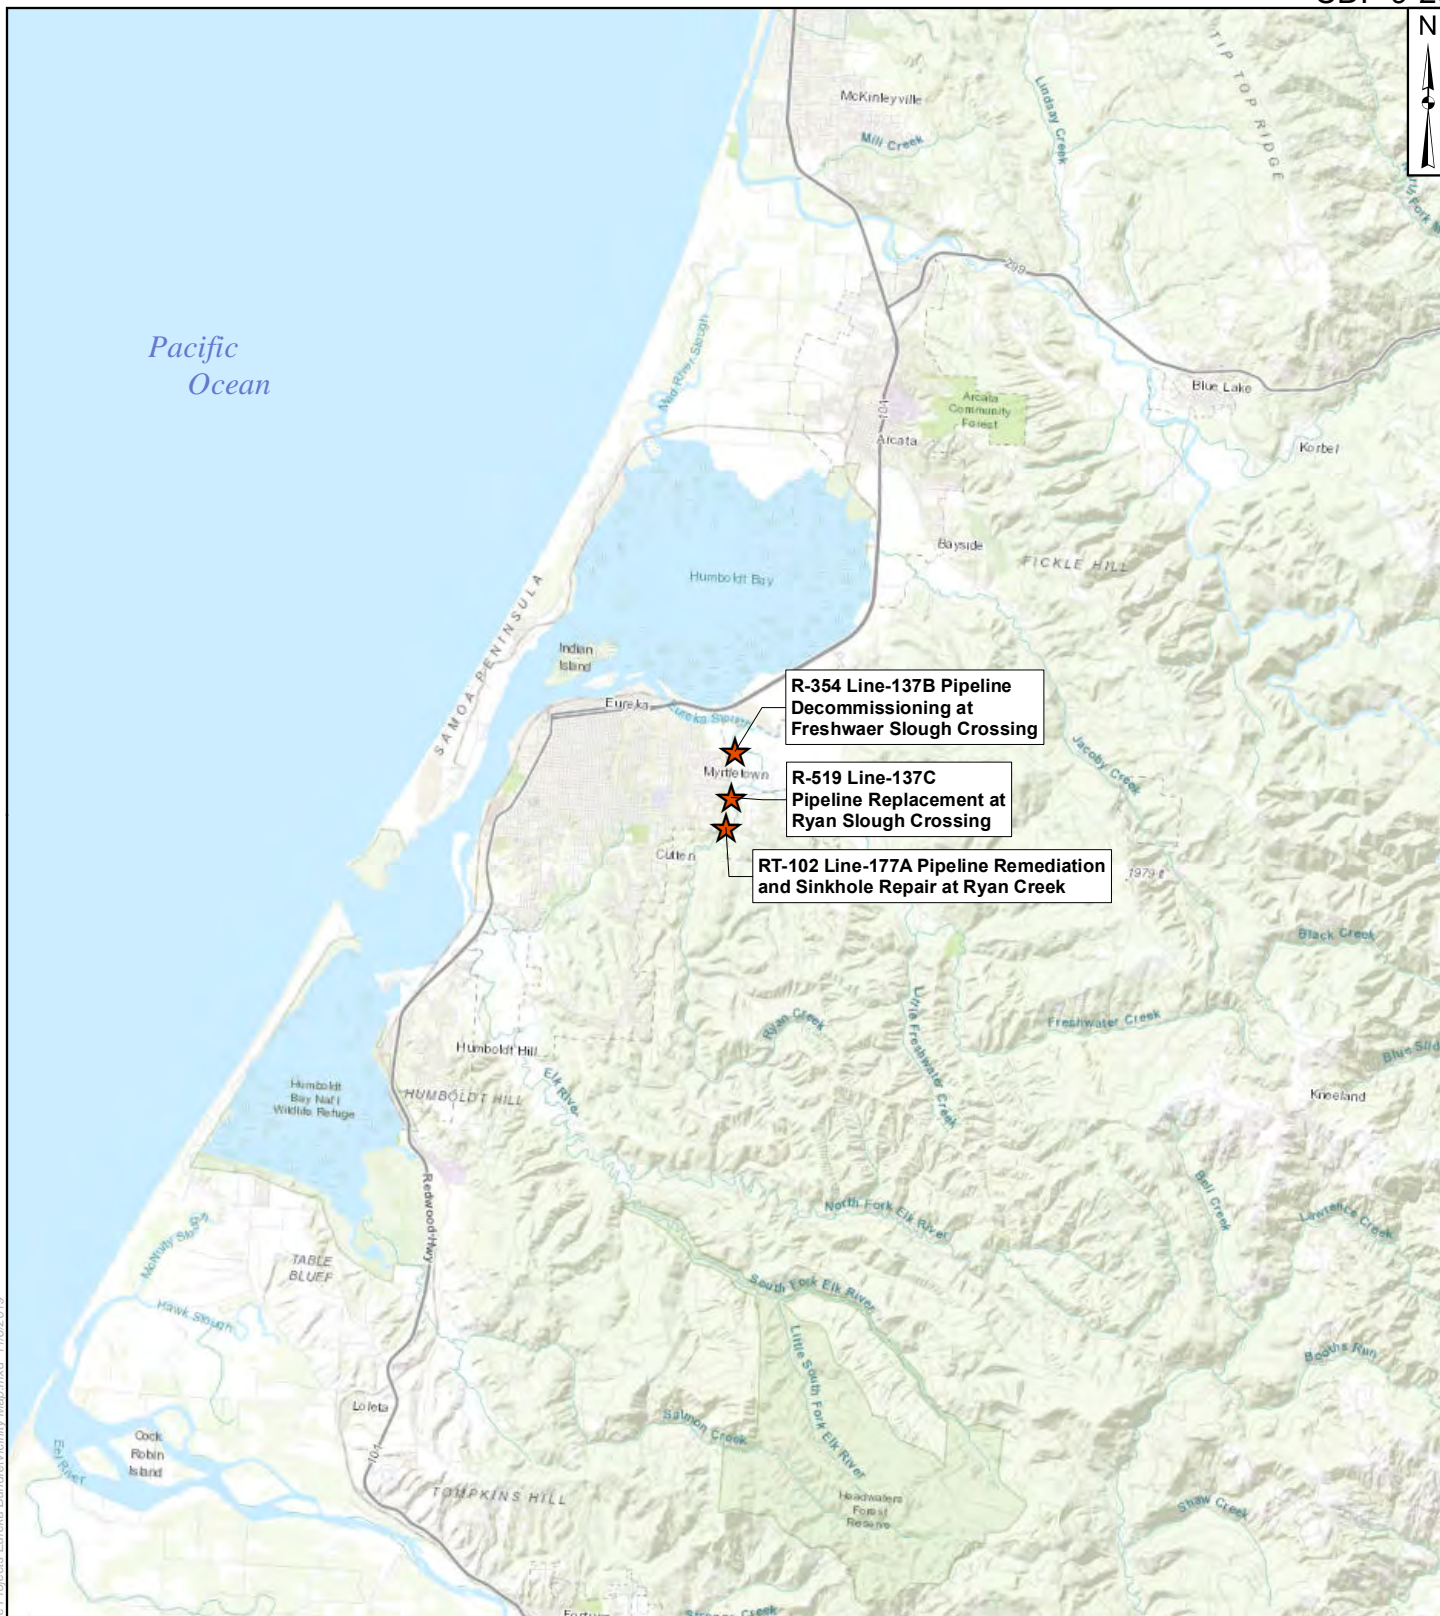 N
TIP TOP RIDGE
McKinleyville
Lindsay Creek
Mill Creek
299
Pacific
Ocean
Mad River Slough
Blue Lake
Arcata
Community
Forest
101
Arcata
Korbel
Bayside
FICKLE HILL
Humboldt Bay
SAMOA PENINSULA
Indian
Island
R-354 Line-137B Pipeline
Decommissioning at
Freshwaer Slough Crossing
Eureka
Eureka Slough
Jacoby Creek
Myrtletown
R-519 Line-137C
Pipeline Replacement at
Ryan Slough Crossing
Cutten
RT-102 Line-177A Pipeline Remediation
and Sinkhole Repair at Ryan Creek
1979 ft
Black Creek
Little Freshwater Creek
Ryan Creek
Freshwater Creek
Humboldt Hill
Elk River
Humboldt
Bay Nat'l
Wildlife Refuge
HUMBOLDT HILL
Kneeland
Redwood Hwy
Bell Creek
North Fork Elk River
Lawrence Creek
McNulty Slough
TABLE
BLUFF
South Fork Elk River
Hawk Slough
Little South Fork Elk River
Booths Run
Loleta
Salmon Creek
Cock
Robin
Island
Eel River
101
TOMPKINS HILL
Headwaters
Forest
Reserve
Shaw Creek